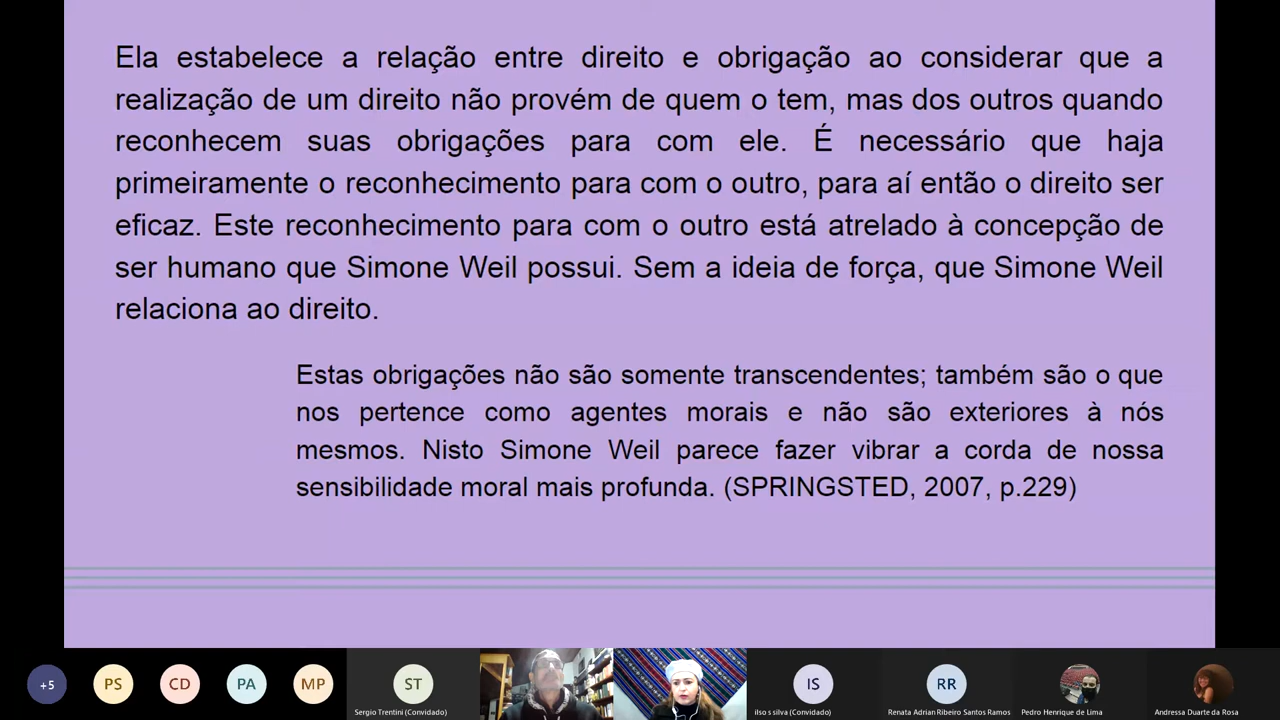 Ela estabelece a relação entre direito e obrigação ao considerar que a
realização de um direito não provém de quem o tem, mas dos outros quando
reconhecem suas obrigações para com ele. É necessário que haja
primeiramente o reconhecimento para com o outro, para aí então o direito ser
eficaz. Este reconhecimento para com o outro está atrelado à concepção de
ser humano que Simone Weil possui. Sem a ideia de força, que Simone Weil
relaciona ao direito.
Estas obrigações não são somente transcendentes; também são o que
nos pertence como agentes morais e não são exteriores à nós
mesmos. Nisto Simone Weil parece fazer vibrar a corda de nossa
sensibilidade moral mais profunda. (SPRINGSTED, 2007, p.229)
+5 PS CD PA MP ST IS RR
Sergio Trentini (Convidado) ilso s silva (Convidado) Renata Adrian Ribeiro Santos Ramos Pedro Henrique de Lima Andressa Duarte da Rosa